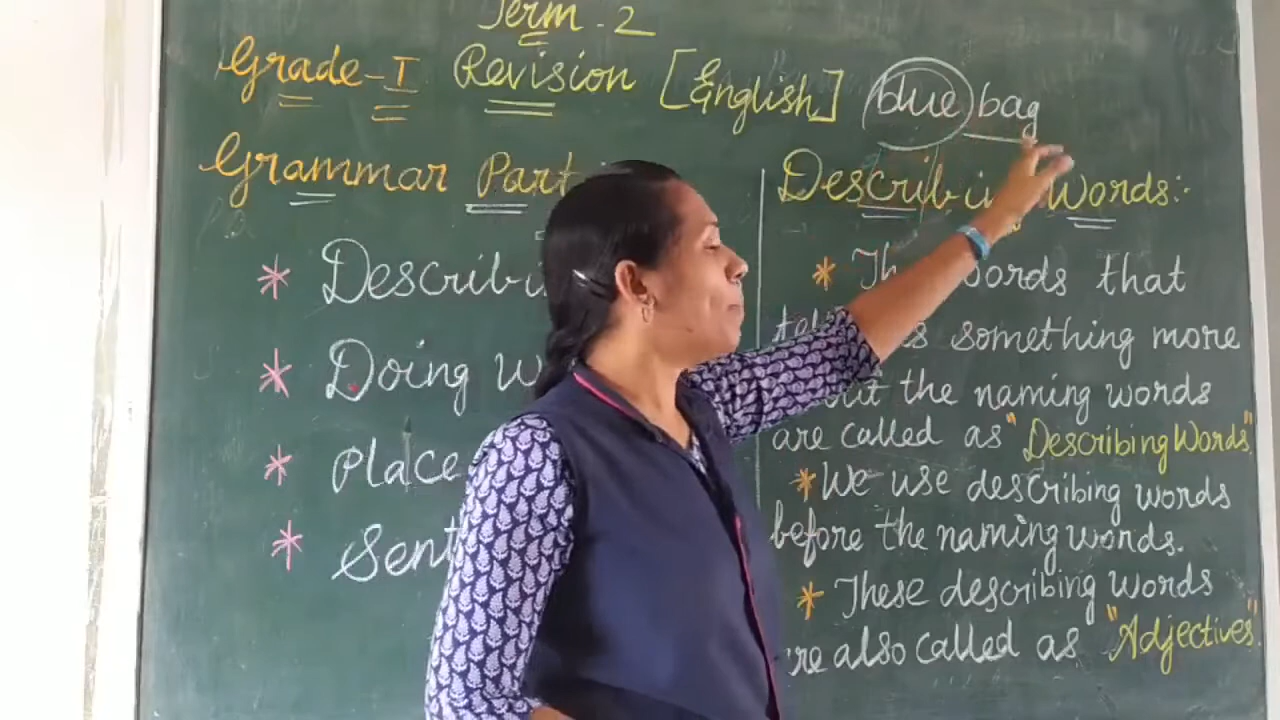 Term - 2
Grade - I Revision [English] blue bag
Grammar Part
* Describi
* Doing W
* Place
* Sent
Describing Words:-
* The words that
something more
the naming words
are called as "Describing Words".
* We use describing words
before the naming words.
* These describing words
're also called as "Adjectives".